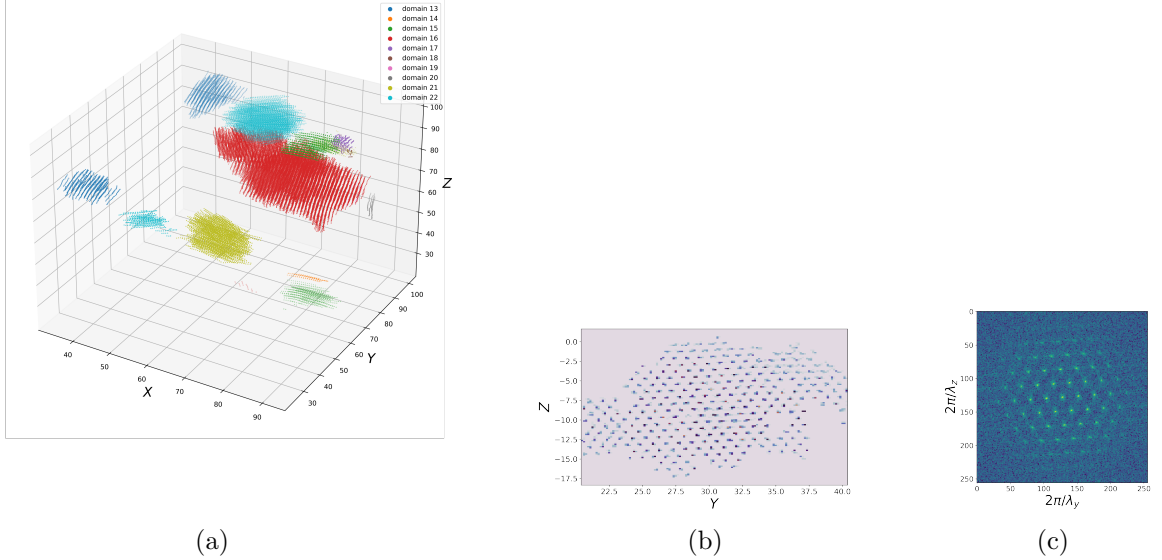 domain 13
domain 14
domain 15
domain 16
domain 17
domain 18
domain 19
domain 20
domain 21
domain 22
100
90
80
70
60
50
40
30
Z
100
90
80
70
60
50
40
30
Y
40
50
60
70
80
90
X
0.0
−2.5
−5.0
−7.5
−10.0
−12.5
−15.0
−17.5
Z
22.5 25.0 27.5 30.0 32.5 35.0 37.5 40.0
Y
0
50
100
150
200
250
2π/λz
0 50 100 150 200 250
2π/λy
(a) (b) (c)